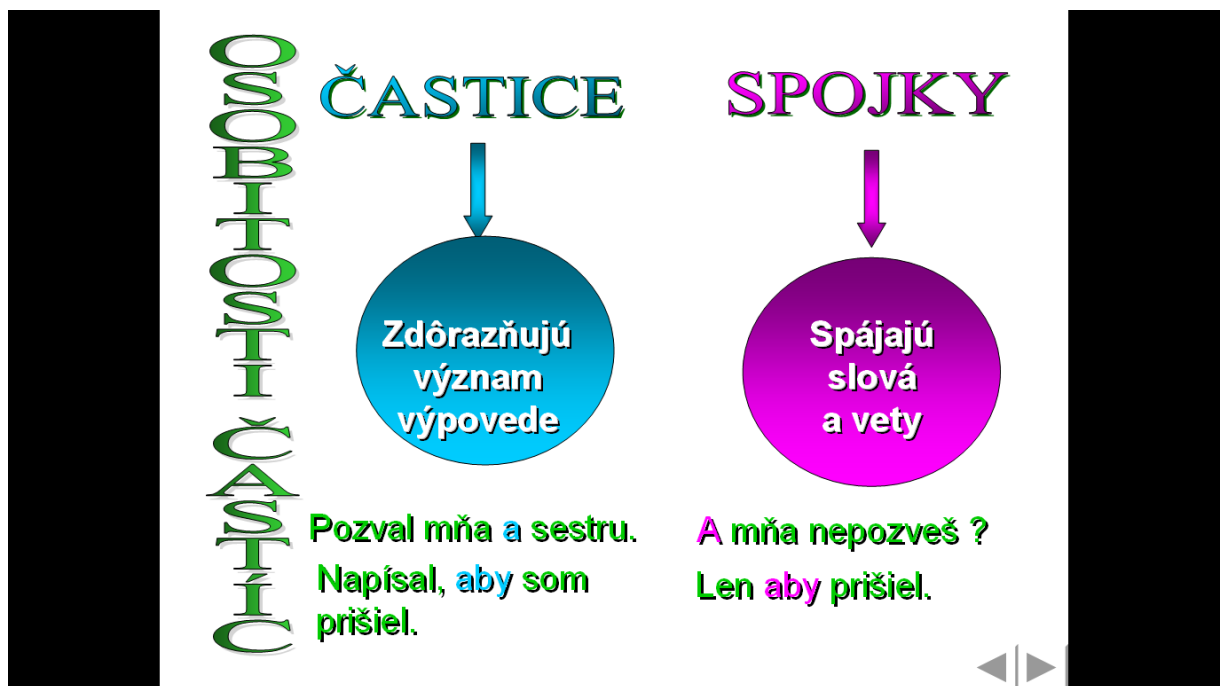 OSOBITOSTI ČASTÍC
ČASTICE
Zdôrazňujú
význam
výpovede
Pozval mňa a sestru.
Napísal, aby som
prišiel.
SPOJKY
Spájajú
slová
a vety
A mňa nepozveš ?
Len aby prišiel.